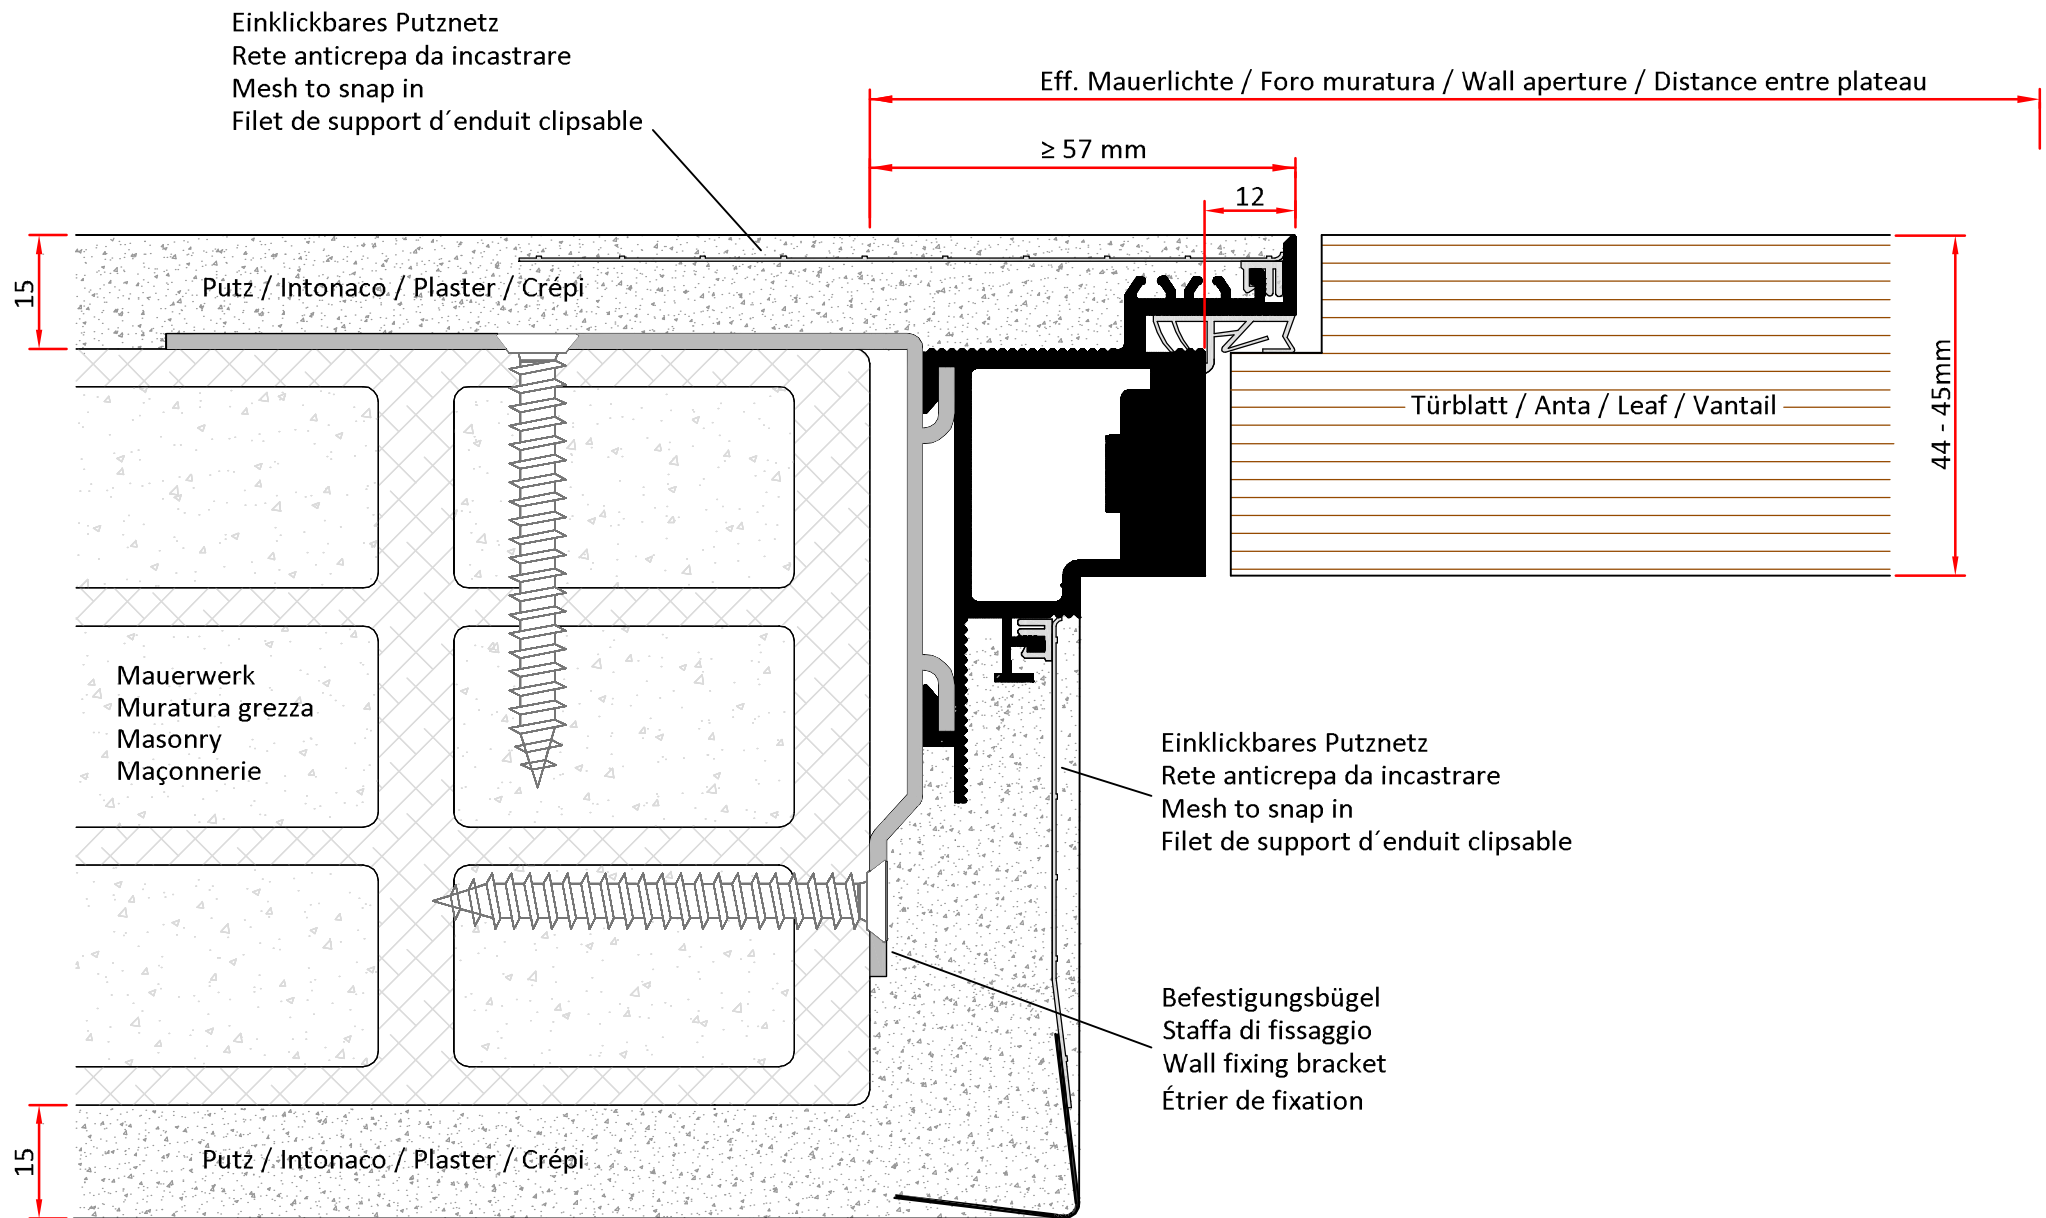 Einklickbares Putznetz
Rete anticrepa da incastrare
Mesh to snap in
Filet de support d´enduit clipsable
Eff. Mauerlichte / Foro muratura / Wall aperture / Distance entre plateau
≥ 57 mm
12
15
Putz / Intonaco / Plaster / Crépi
Türblatt / Anta / Leaf / Vantail
44 - 45mm
Mauerwerk
Muratura grezza
Masonry
Maçonnerie
Einklickbares Putznetz
Rete anticrepa da incastrare
Mesh to snap in
Filet de support d´enduit clipsable
Befestigungsbügel
Staffa di fissaggio
Wall fixing bracket
Étrier de fixation
15
Putz / Intonaco / Plaster / Crépi